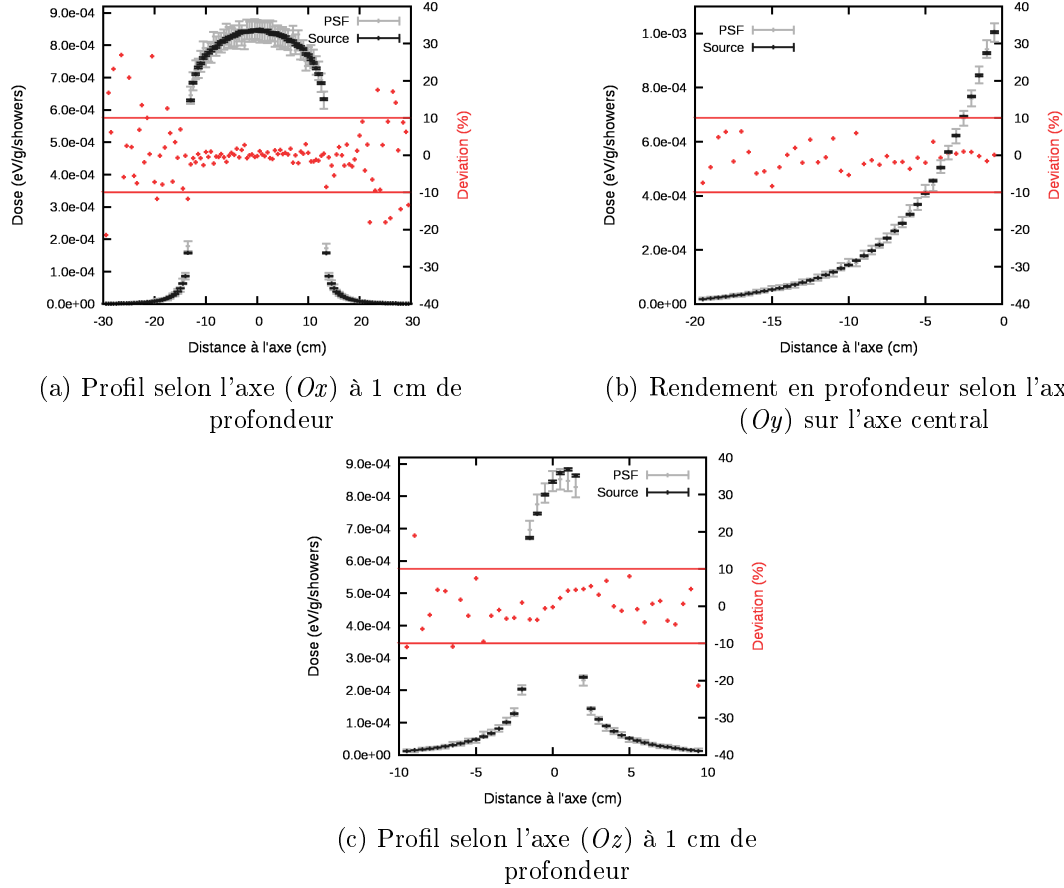 9.0e-04
8.0e-04
7.0e-04
6.0e-04
5.0e-04
4.0e-04
3.0e-04
2.0e-04
1.0e-04
0.0e+00
Dose (eV/g/showers)
PSF
Source
40
30
20
10
0
-10
-20
-30
-40
Deviation (%)
-30
-20
-10
0
10
20
30
Distance à l'axe (cm)
(a) Profil selon l'axe (Ox) à 1 cm de
profondeur
1.0e-03
8.0e-04
6.0e-04
4.0e-04
2.0e-04
0.0e+00
Dose (eV/g/showers)
PSF
Source
40
30
20
10
0
-10
-20
-30
-40
Deviation (%)
-20
-15
-10
-5
0
Distance à l'axe (cm)
(b) Rendement en profondeur selon l'ax
(Oy) sur l'axe central
9.0e-04
8.0e-04
7.0e-04
6.0e-04
5.0e-04
4.0e-04
3.0e-04
2.0e-04
1.0e-04
0.0e+00
Dose (eV/g/showers)
PSF
Source
40
30
20
10
0
-10
-20
-30
-40
Deviation (%)
-10
-5
0
5
10
Distance à l'axe (cm)
(c) Profil selon l'axe (Oz) à 1 cm de
profondeur